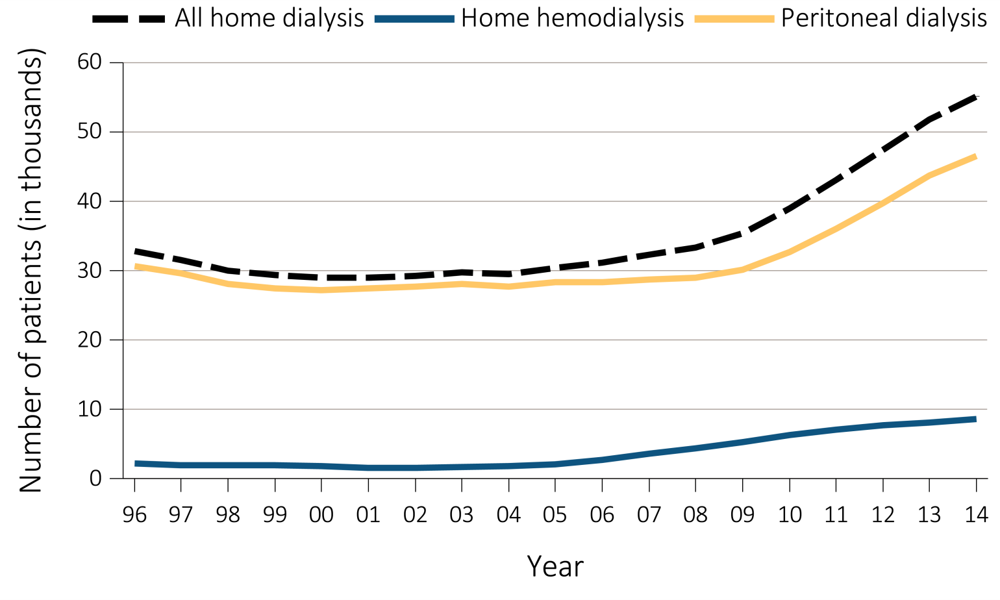 All home dialysis Home hemodialysis Peritoneal dialysis
Number of patients (in thousands)
60
50
40
30
20
10
0
96 97 98 99 00 01 02 03 04 05 06 07 08 09 10 11 12 13 14
Year